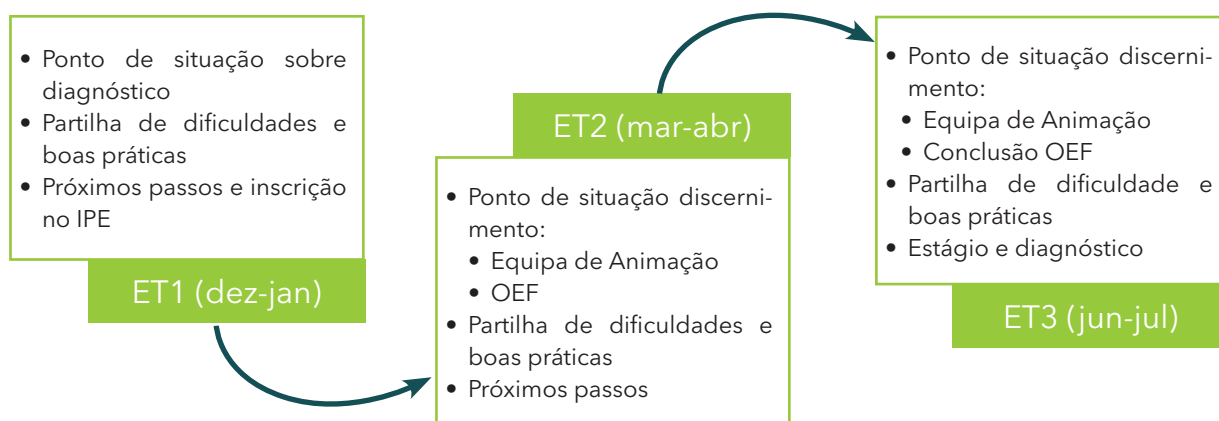 • Ponto de situação sobre
diagnóstico
• Partilha de dificuldades e
boas práticas
• Próximos passos e inscrição
no IPE
ET1 (dez-jan)
ET2 (mar-abr)
• Ponto de situação discerni-
mento:
• Equipa de Animação
• OEF
• Partilha de dificuldades e
boas práticas
• Próximos passos
• Ponto de situação discerni-
mento:
• Equipa de Animação
• Conclusão OEF
• Partilha de dificuldade e
boas práticas
• Estágio e diagnóstico
ET3 (jun-jul)